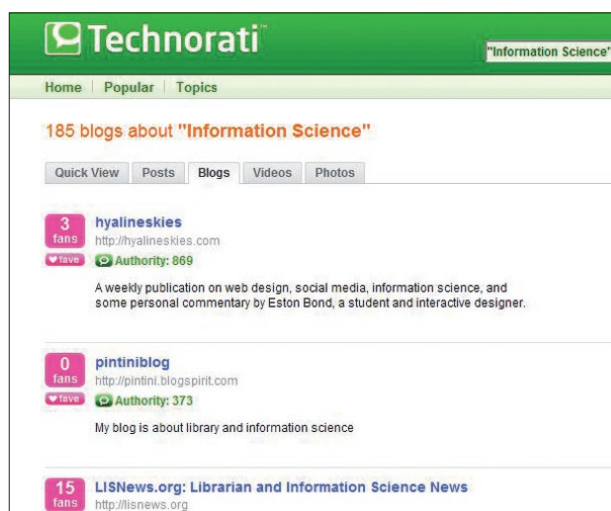 Technorati™
"Information Science"
Home Popular Topics
185 blogs about "Information Science"
Quick View Posts Blogs Videos Photos
3 fans
hyalineskies
http://hyalineskies.com
fave
Authority: 869
A weekly publication on web design, social media, information science, and
some personal commentary by Eston Bond, a student and interactive designer.
0 fans
pintiniblog
http://pintini.blogspirit.com
fave
Authority: 373
My blog is about library and information science
15 fans
LISNews.org: Librarian and Information Science News
http://lisnews.org